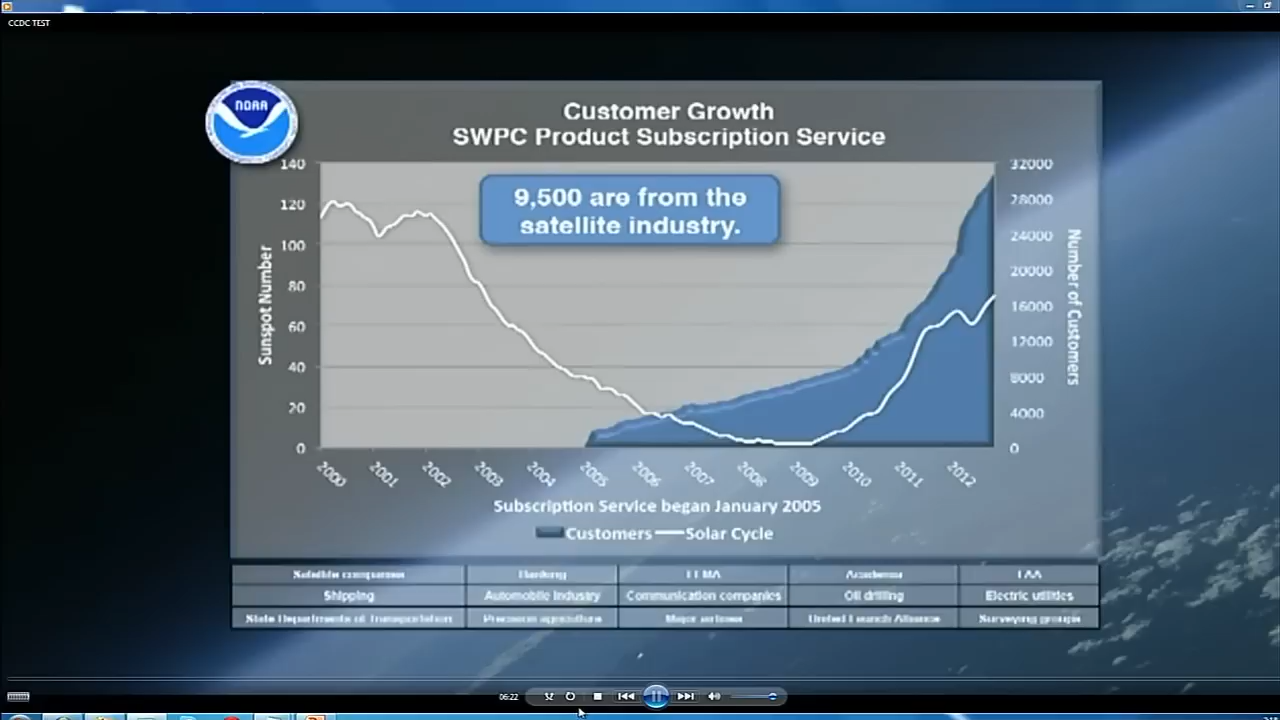 CCDC TEST
NOAA
Customer Growth
SWPC Product Subscription Service
9,500 are from the
satellite industry.
Sunspot Number
140
120
100
80
60
40
20
0
32000
28000
24000
20000
16000
12000
8000
4000
0
Number of Customers
2000 2001 2002 2003 2004 2005 2006 2007 2008 2009 2010 2011 2012
Subscription Service began January 2005
Customers Solar Cycle
Satellite companies Banking FEMA Academia FAA
Shipping Automobile industry Communication companies Oil drilling Electric utilities
State Departments of Transportation Precision agriculture Major airlines United Launch Alliance Surveying groups
06:22